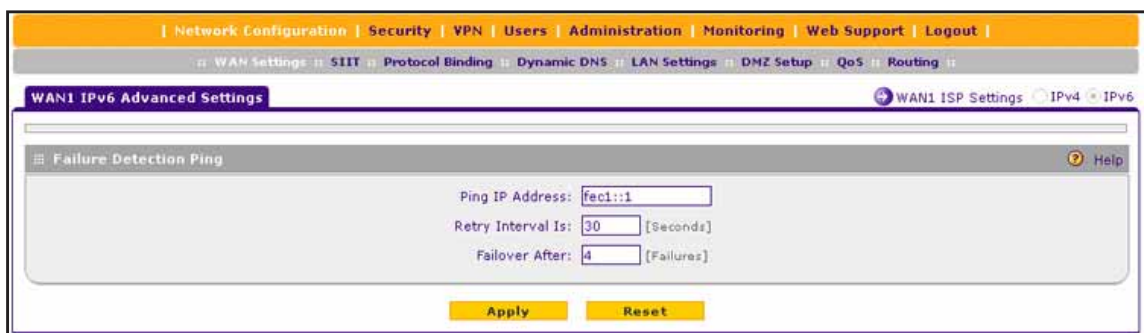 | Network Configuration | Security | VPN | Users | Administration | Monitoring | Web Support | Logout |
:: WAN Settings :: SIIT :: Protocol Binding :: Dynamic DNS :: LAN Settings :: DMZ Setup :: QoS :: Routing ::
WAN1 IPv6 Advanced Settings WAN1 ISP Settings IPv4 IPv6
Failure Detection Ping ? Help
Ping IP Address: fec1::1
Retry Interval Is: 30 [Seconds]
Failover After: 4 [Failures]
Apply Reset